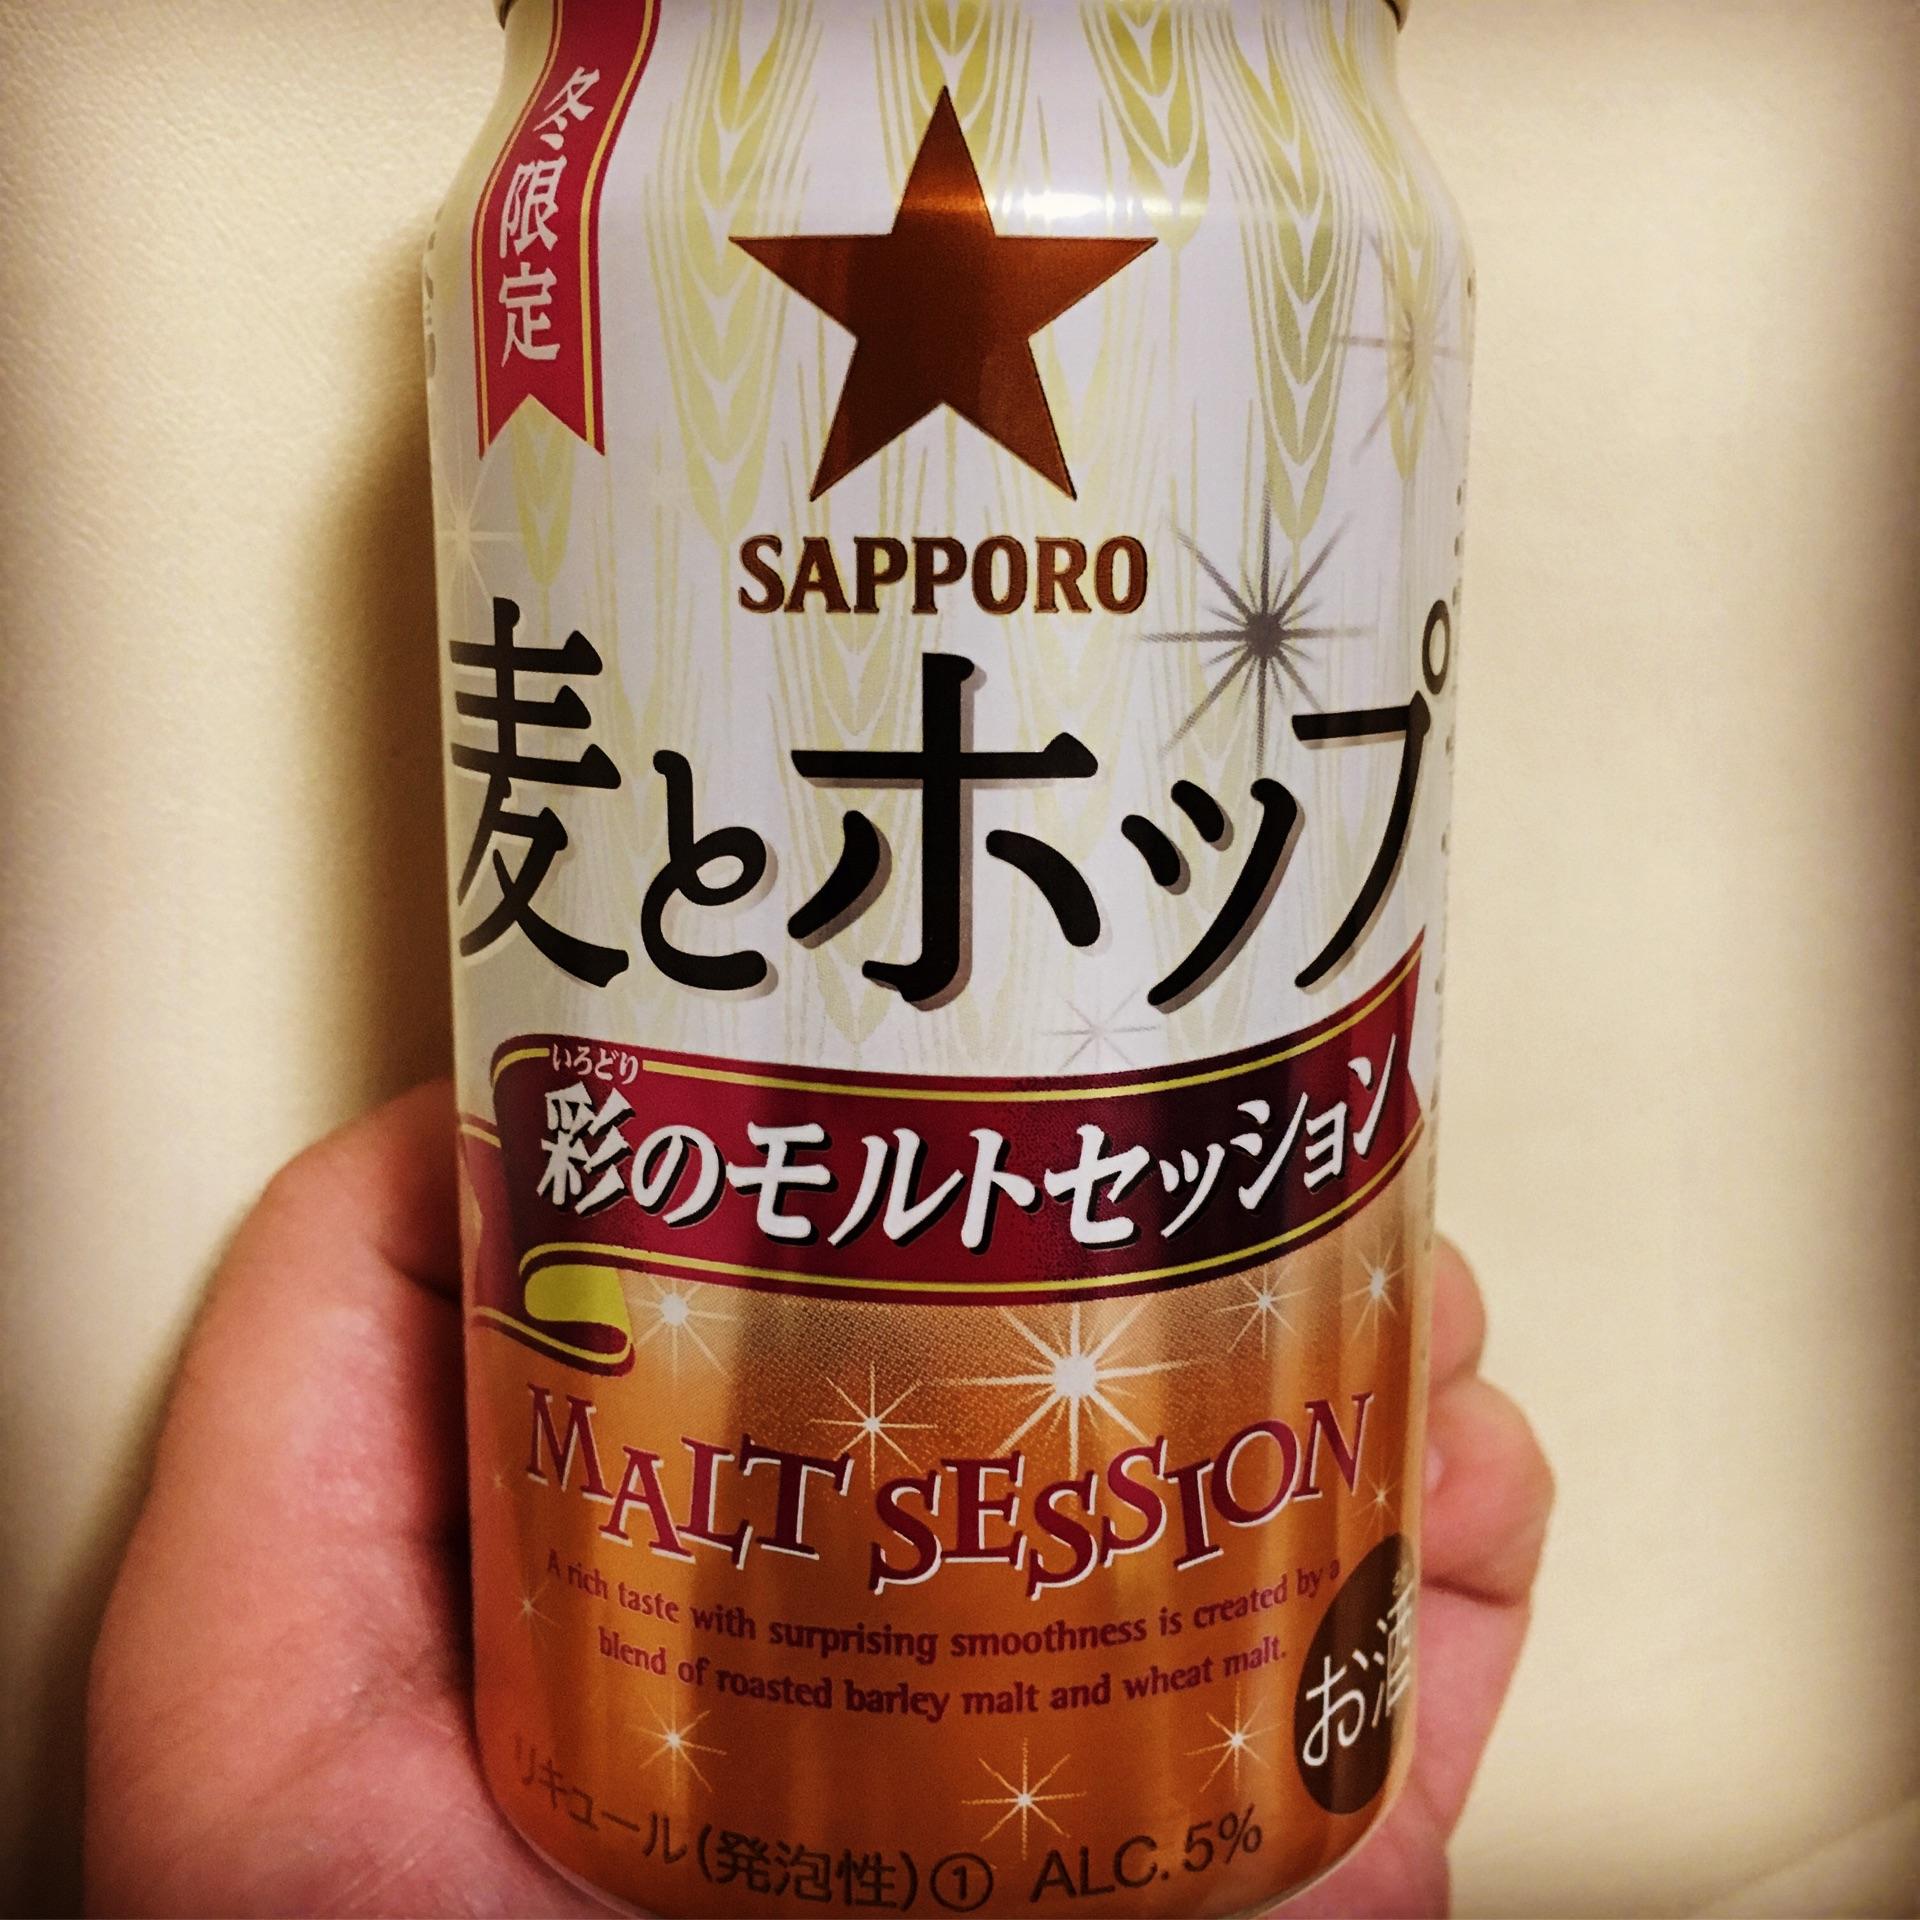 冬限定
SAPPORO
麦とホップ
いろどり
彩のモルトセッション
MALT SESSION
A rich taste with surprising smoothness is created by a
blend of roasted barley malt and wheat malt.
お酒
リキュール(発泡性)① ALC.5%